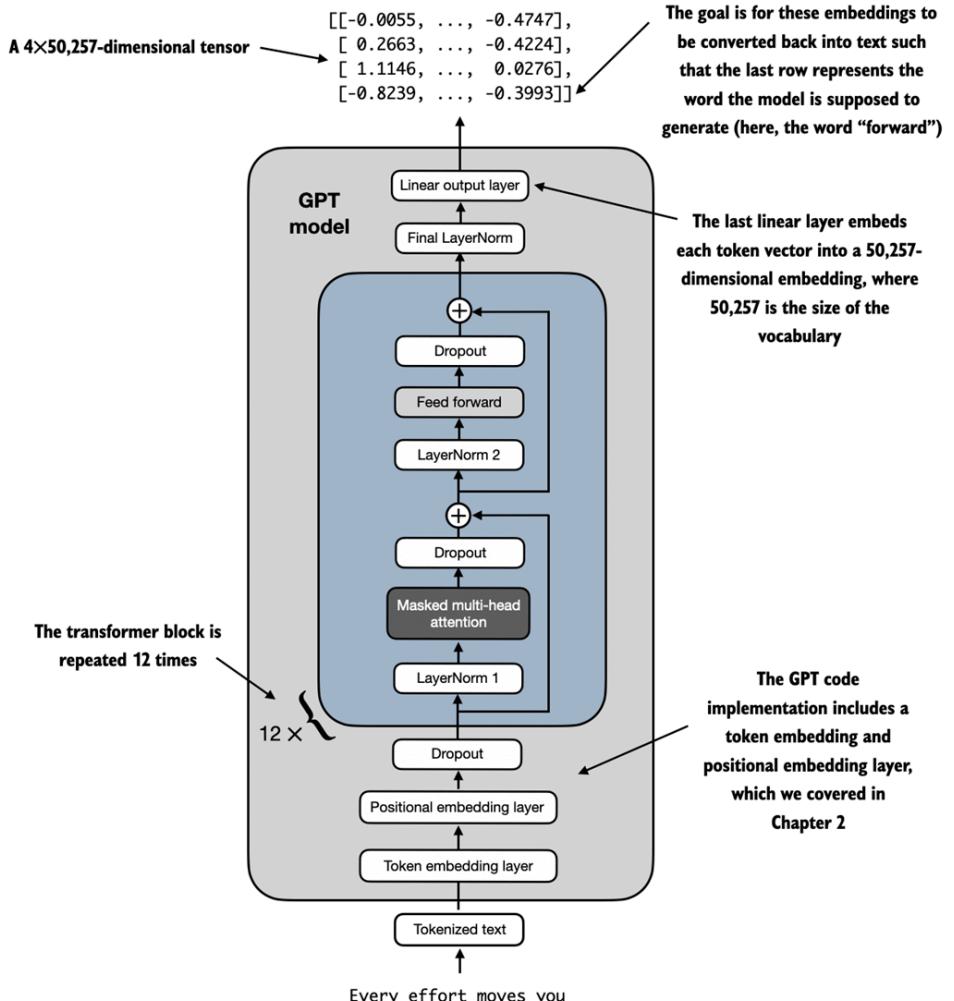 [[-0.0055, ..., -0.4747],
[ 0.2663, ..., -0.4224],
[ 1.1146, ..., 0.0276],
[-0.8239, ..., -0.3993]]
A 4×50,257-dimensional tensor
The goal is for these embeddings to
be converted back into text such
that the last row represents the
word the model is supposed to
generate (here, the word “forward”)
GPT
model
Linear output layer
Final LayerNorm
The last linear layer embeds
each token vector into a 50,257-
dimensional embedding, where
50,257 is the size of the
vocabulary
+
Dropout
Feed forward
LayerNorm 2
+
Dropout
Masked multi-head
attention
LayerNorm 1
The transformer block is
repeated 12 times
12 ×
{
The GPT code
implementation includes a
token embedding and
positional embedding layer,
which we covered in
Chapter 2
Dropout
Positional embedding layer
Token embedding layer
Tokenized text
Every effort moves you